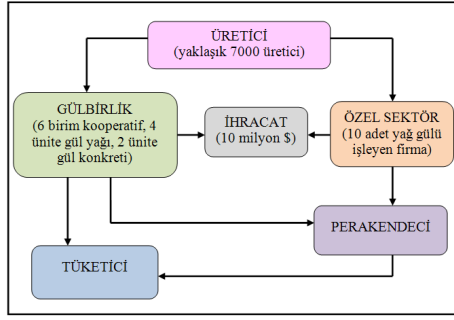 ÜRETİCİ
(yaklaşık 7000 üretici)
GÜLBİRLİK
(6 birim kooperatif, 4
ünite gül yağı, 2 ünite
gül konkreti)
İHRACAT
(10 milyon $)
ÖZEL SEKTÖR
(10 adet yağ gülü
işleyen firma)
PERAKENDECİ
TÜKETİCİ